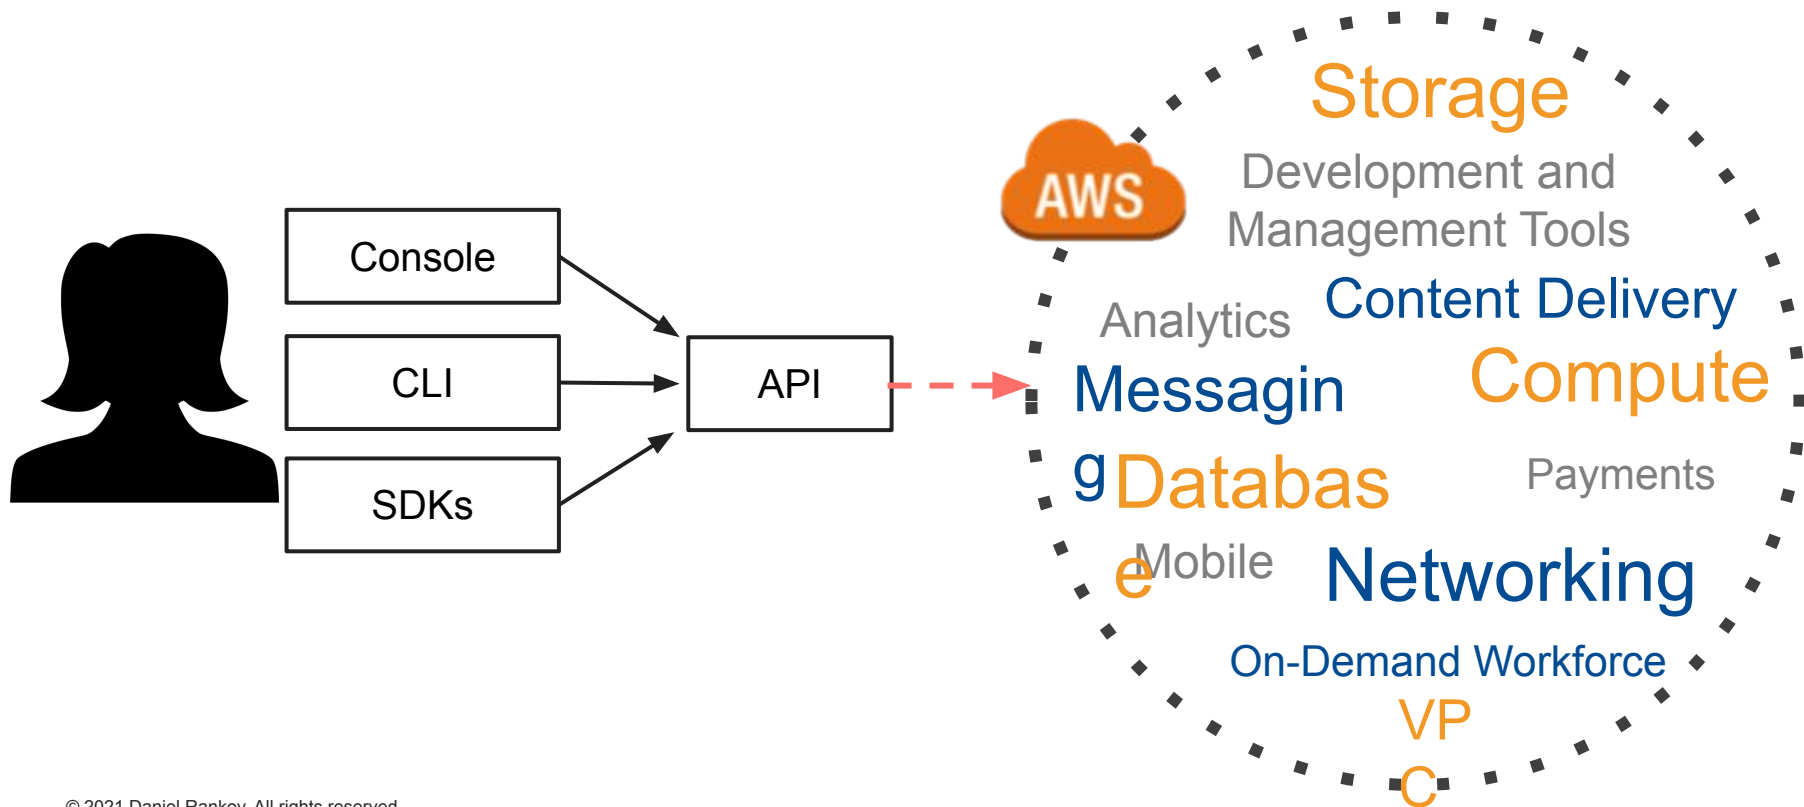 Console
CLI
SDKs
API
AWS
Storage
Development and
Management Tools
Content Delivery
Analytics
Messagin
g
Compute
Databas
e
Payments
Mobile
Networking
On-Demand Workforce
VP
C
© 2021 Daniel Rankov. All rights reserved